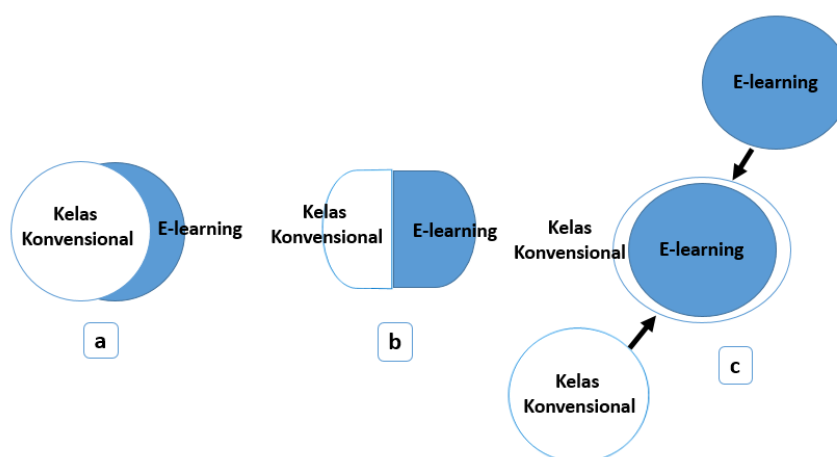 Kelas
Konvensional
E-learning
a
Kelas
Konvensional
E-learning
b
E-learning
Kelas
Konvensional
E-learning
Kelas
Konvensional
c